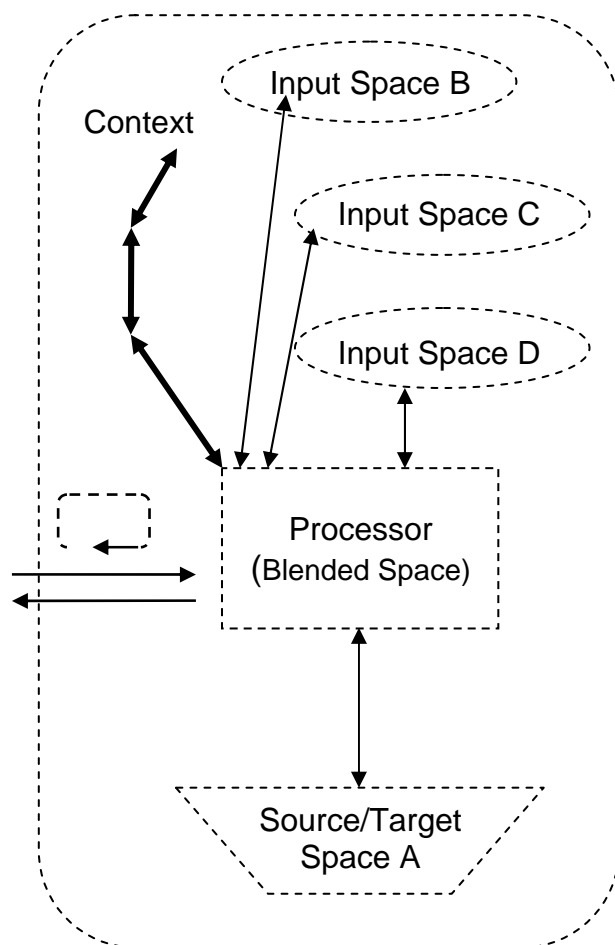 Input Space B
Context
Input Space C
Input Space D
Processor
(Blended Space)
Source/Target
Space A